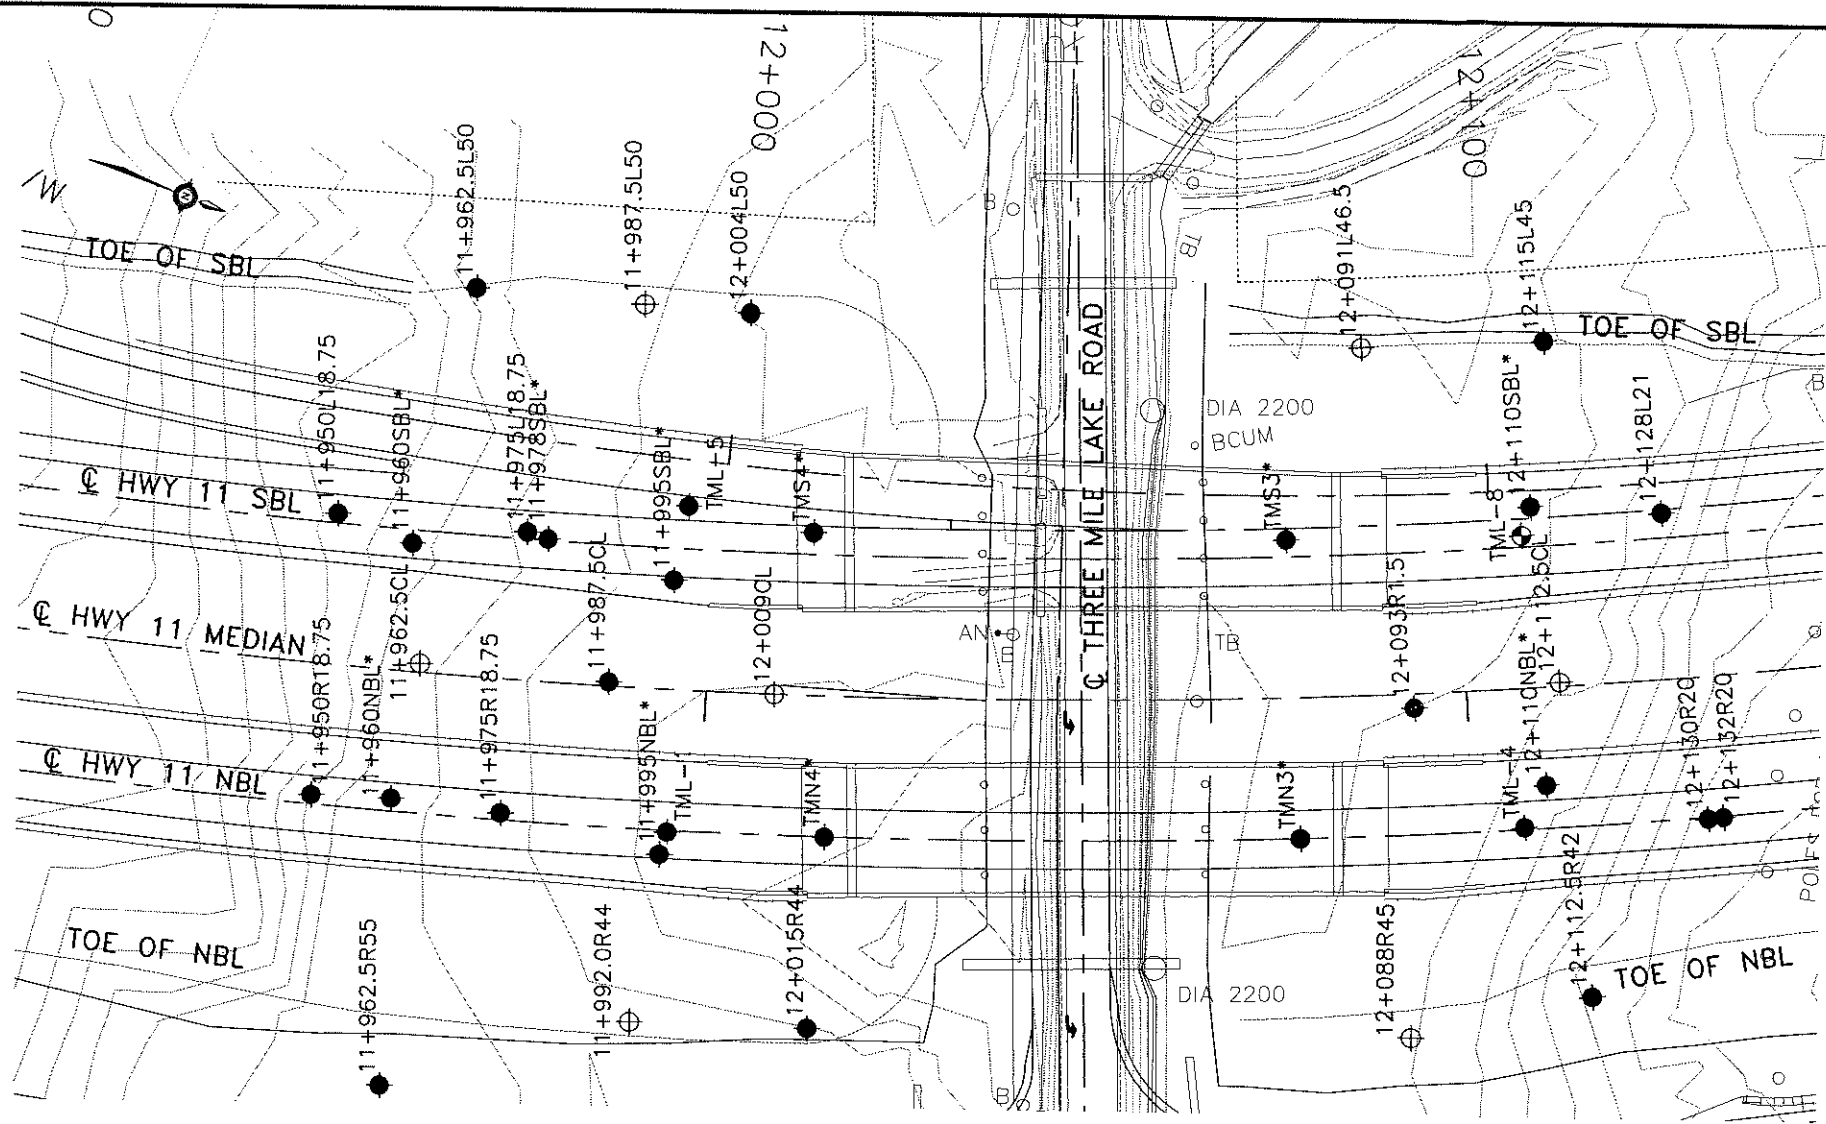 0
12+000
12+100
/W
N
TOE OF SBL
11+962.5L50
11+987.5L50
12+004L50
B
TB
12+091L46.5
12+115L45
TOE OF SBL
B
11+950L18.75
11+960SBL*
11+975L18.75
11+978SBL*
11+995SBL*
TML-5
TMS4*
DIA 2200
BCUM
TMS3*
TML-8
12+110SBL*
12+128L21
℄ HWY 11 SBL
℄ THREE MILE LAKE ROAD
℄ HWY 11 MEDIAN
11+962.5CL
11+987.5CL
12+009CL
AN
TB
12+093R1.5
12+112.5CL
11+950R18.75
11+960NBL*
11+975R18.75
11+995NBL*
TML-1
TMN4*
TMN3*
TML-4
12+110NBL*
12+130R20
12+132R20
℄ HWY 11 NBL
TOE OF NBL
11+962.5R55
11+992.0R44
12+015R44
DIA 2200
12+088R45
12+112.5R42
TOE OF NBL
B